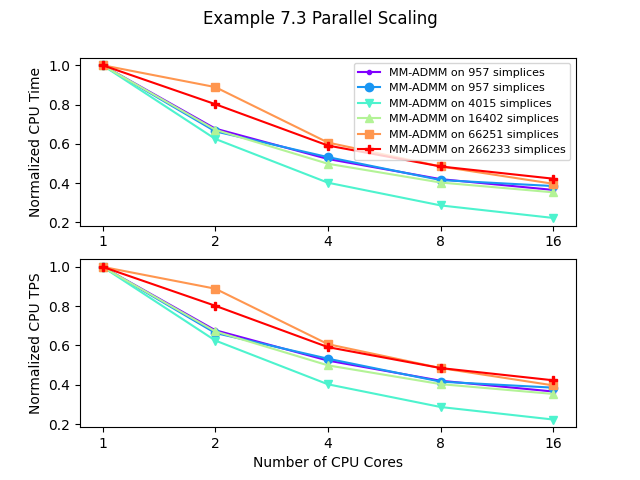 Example 7.3 Parallel Scaling
Normalized CPU Time
1.0
0.8
0.6
0.4
0.2
MM-ADMM on 957 simplices
MM-ADMM on 957 simplices
MM-ADMM on 4015 simplices
MM-ADMM on 16402 simplices
MM-ADMM on 66251 simplices
MM-ADMM on 266233 simplices
1 2 4 8 16
Normalized CPU TPS
1.0
0.8
0.6
0.4
0.2
1 2 4 8 16
Number of CPU Cores